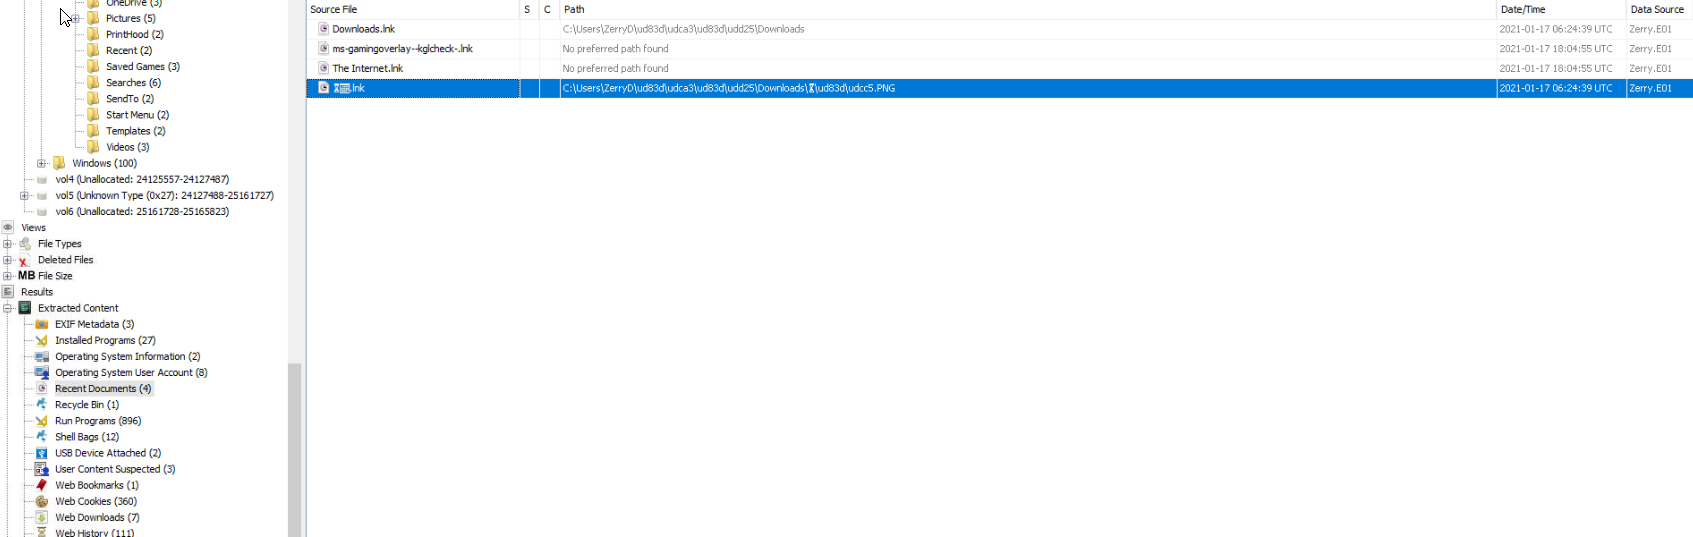 OneDrive (3)
Pictures (5)
PrintHood (2)
Recent (2)
Saved Games (3)
Searches (6)
SendTo (2)
Start Menu (2)
Templates (2)
Videos (3)
Windows (100)
vol4 (Unallocated: 24125557-24127487)
vol5 (Unknown Type (0x27): 24127488-25161727)
vol6 (Unallocated: 25161728-25165823)
Views
File Types
Deleted Files
MB File Size
Results
Extracted Content
EXIF Metadata (3)
Installed Programs (27)
Operating System Information (2)
Operating System User Account (8)
Recent Documents (4)
Recycle Bin (1)
Run Programs (896)
Shell Bags (12)
USB Device Attached (2)
User Content Suspected (3)
Web Bookmarks (1)
Web Cookies (360)
Web Downloads (7)
Web History (111)
Source File S C Path Date/Time Data Source
Downloads.lnk C:\Users\ZerryD\ud83d\udca3\ud83d\udd25\Downloads 2021-01-17 06:24:39 UTC Zerry.E01
ms-gamingoverlay--kglcheck-.lnk No preferred path found 2021-01-17 18:04:55 UTC Zerry.E01
The Internet.lnk No preferred path found 2021-01-17 18:04:55 UTC Zerry.E01
⏳📅.lnk C:\Users\ZerryD\ud83d\udca3\ud83d\udd25\Downloads\⏳\ud83d\udcc5.PNG 2021-01-17 06:24:39 UTC Zerry.E01